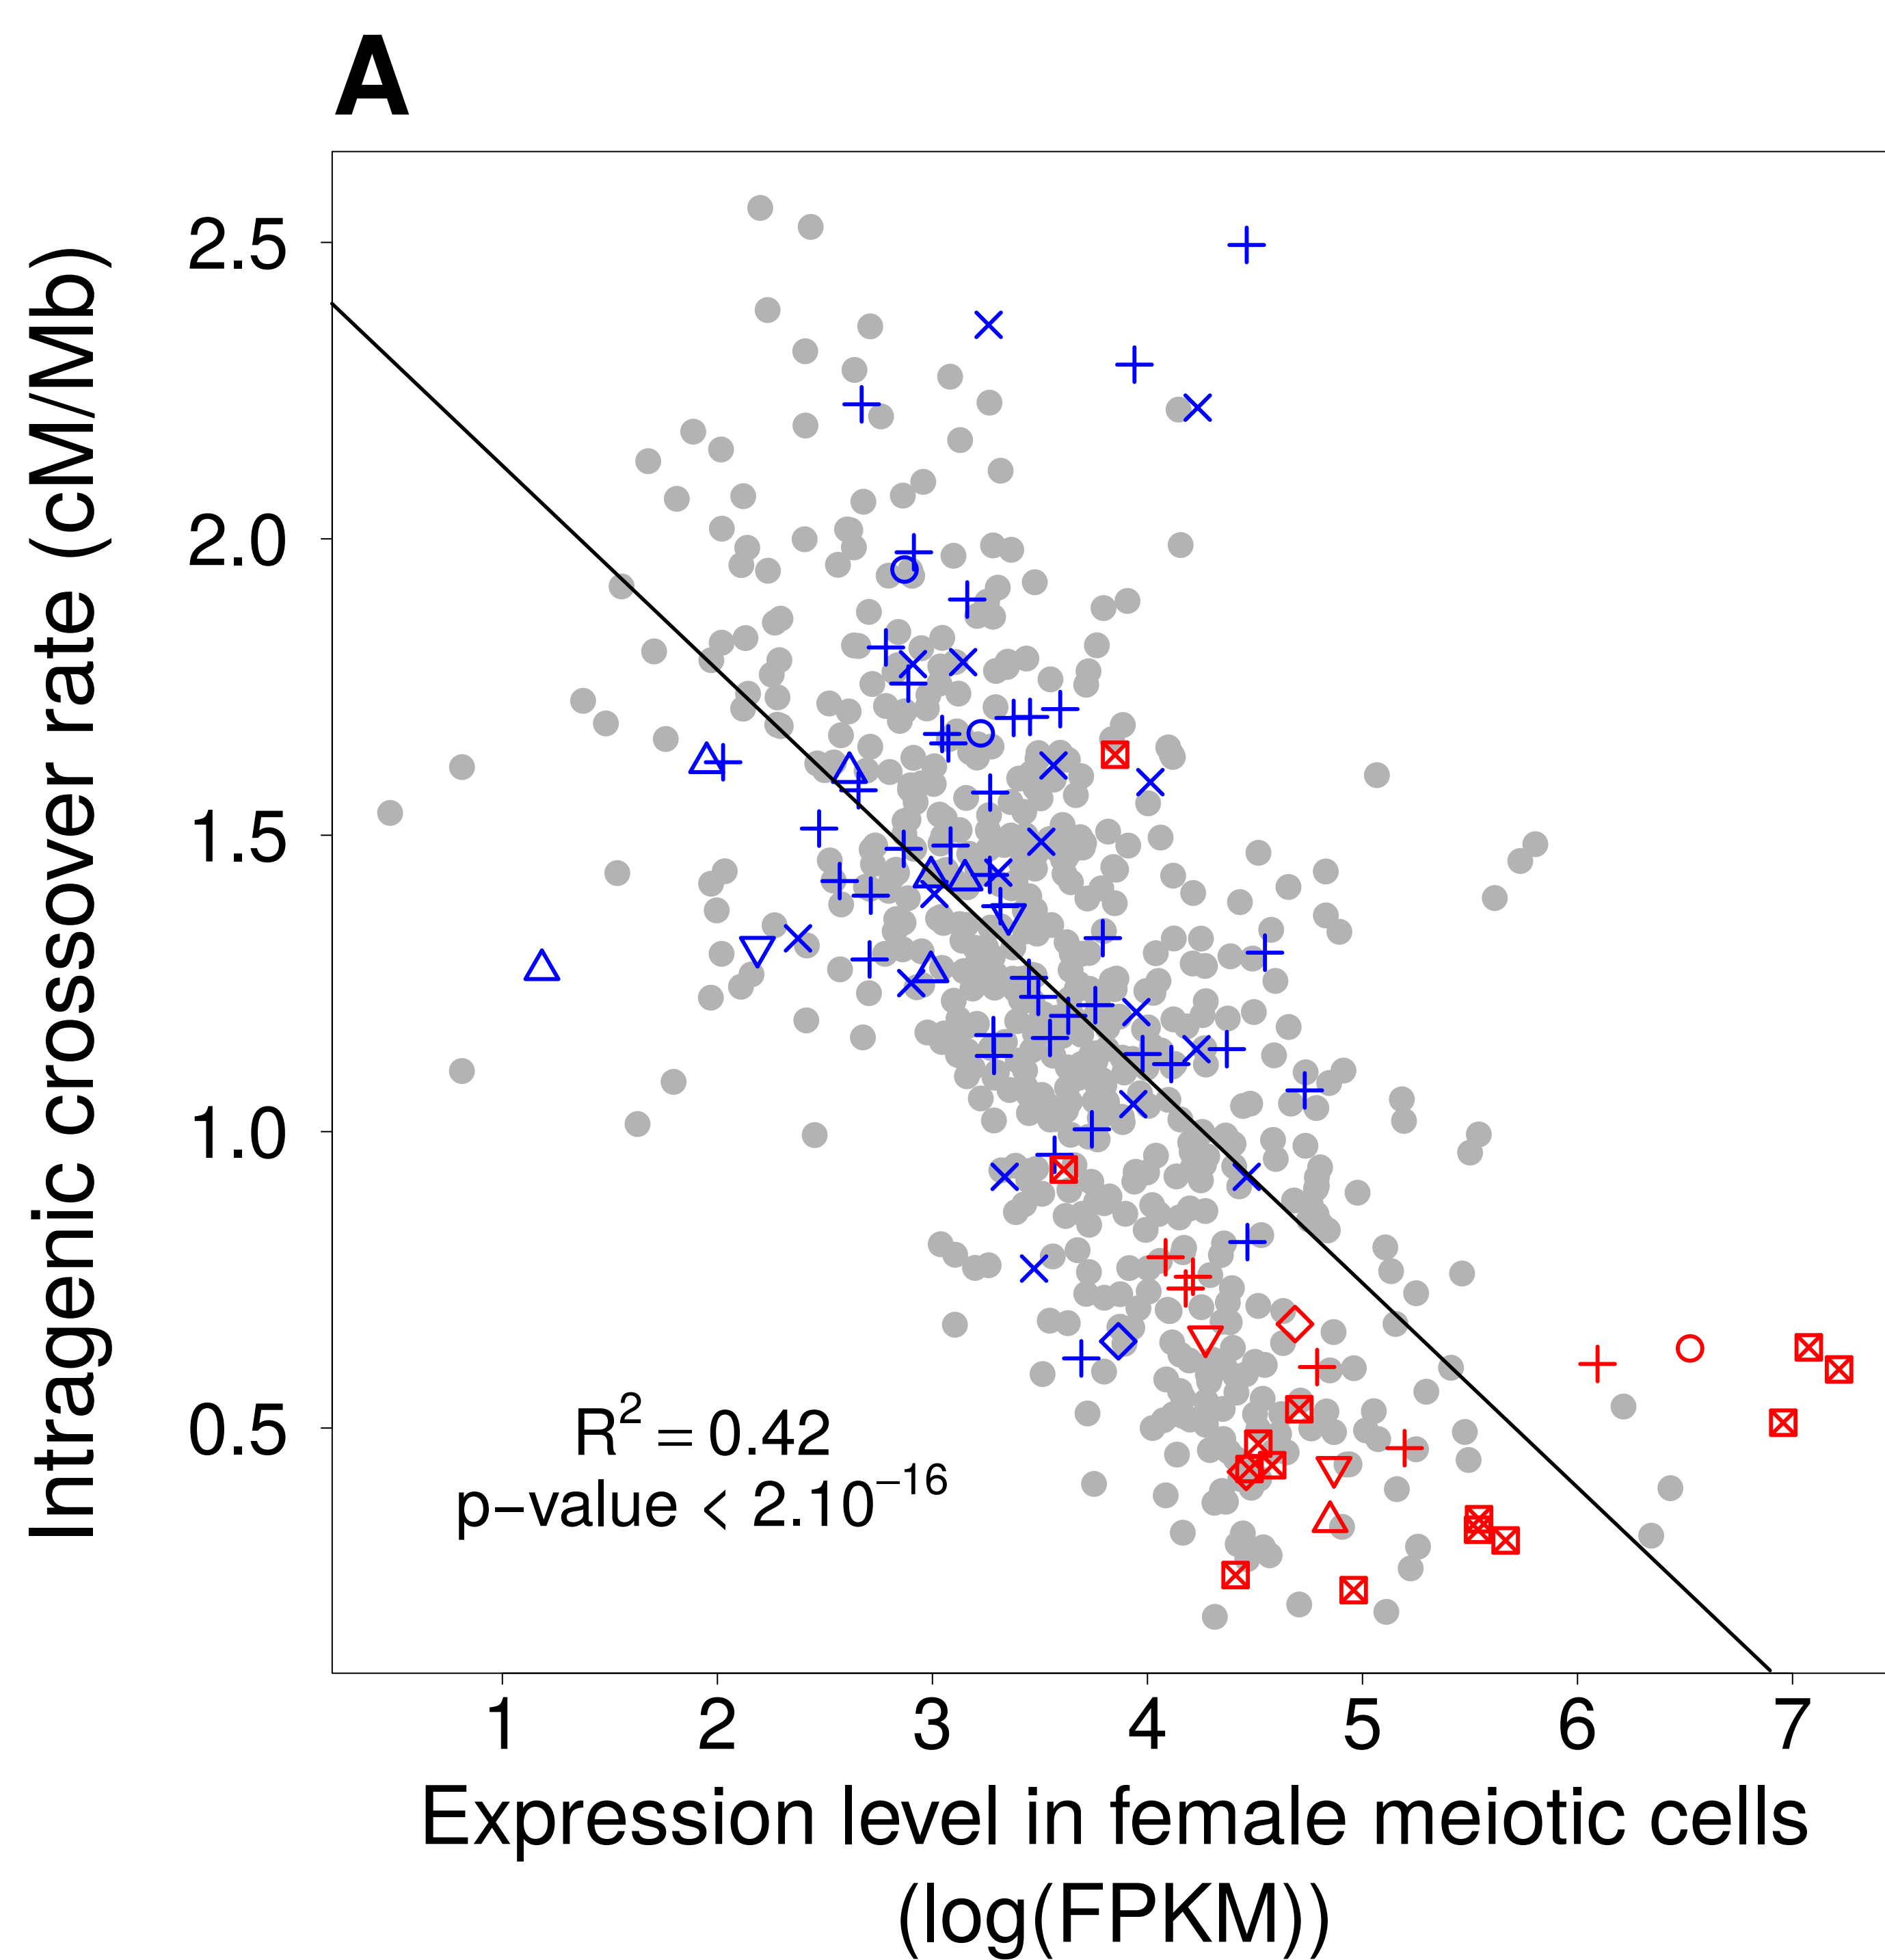 A
Intragenic crossover rate (cM/Mb)
2.5
2.0
1.5
1.0
0.5
R² = 0.42
p−value < 2.10⁻¹⁶
1 2 3 4 5 6 7
Expression level in female meiotic cells
(log(FPKM))